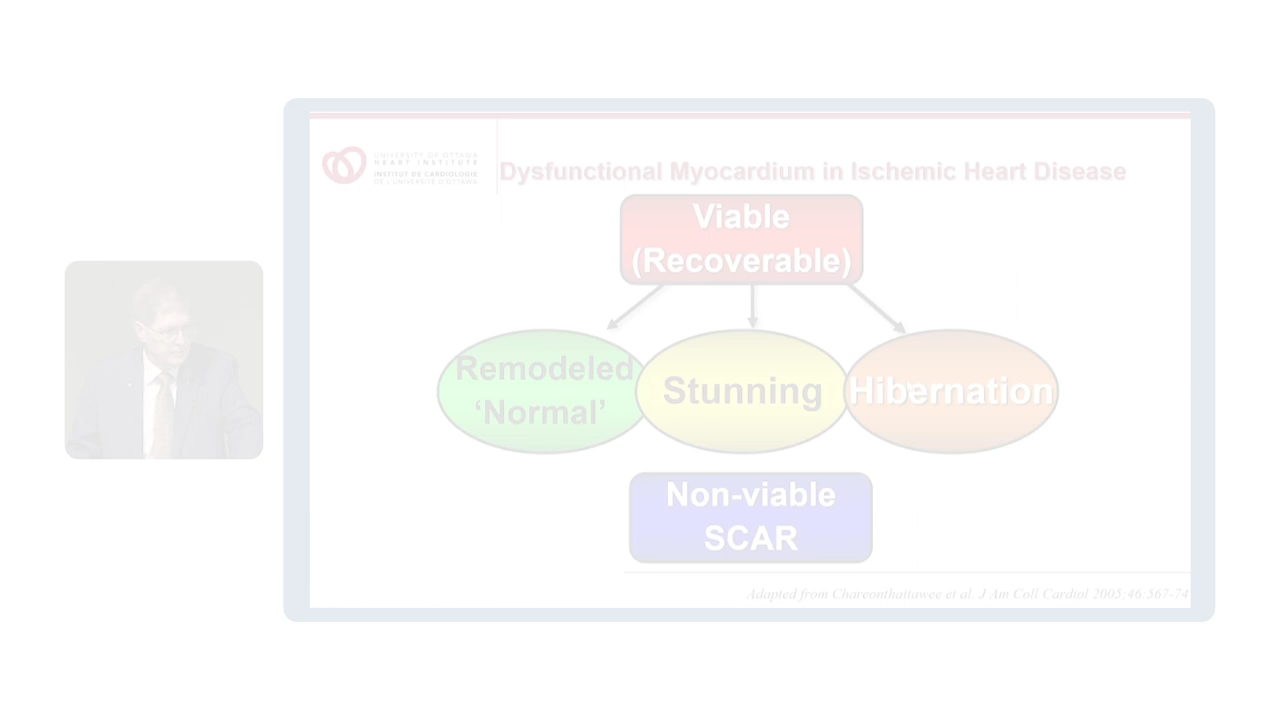 UNIVERSITY OF OTTAWA
HEART INSTITUTE
INSTITUT DE CARDIOLOGIE
DE L'UNIVERSITÉ D'OTTAWA
Dysfunctional Myocardium in Ischemic Heart Disease
Viable
(Recoverable)
Remodeled
‘Normal’
Stunning
Hibernation
Non-viable
SCAR
Adapted from Chareonthaitawee et al. J Am Coll Cardiol 2005;46:567-74